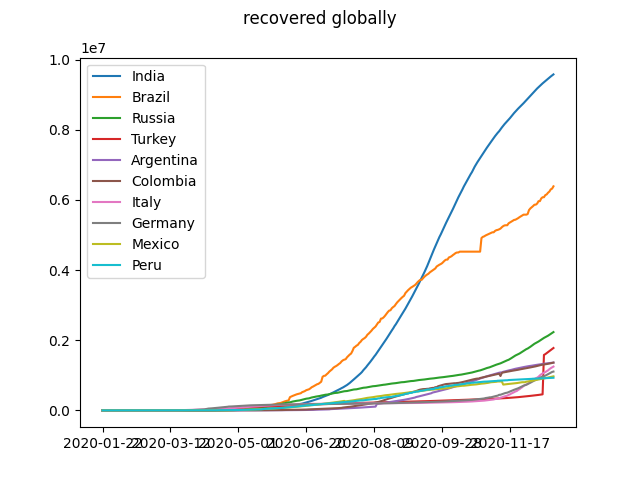 recovered globally
1e7
1.0
0.8
0.6
0.4
0.2
0.0
India
Brazil
Russia
Turkey
Argentina
Colombia
Italy
Germany
Mexico
Peru
2020-01-22 2020-03-12 2020-05-01 2020-06-20 2020-08-09 2020-09-28 2020-11-17